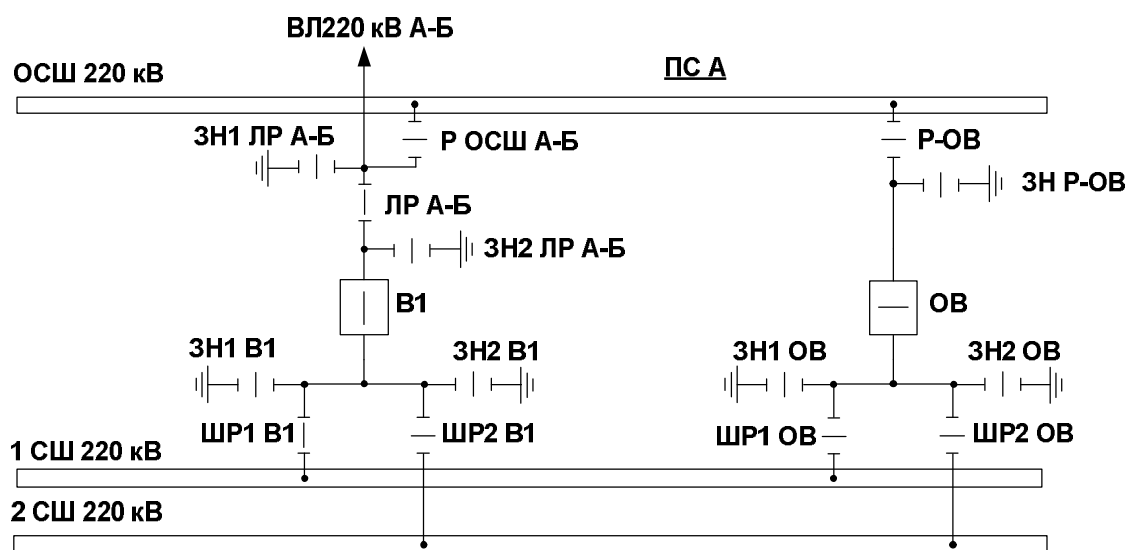 ВЛ220 кВ А-Б
ОСШ 220 кВ
ПС А
ЗН1 ЛР А-Б
Р ОСШ А-Б
Р-ОВ
ЗН Р-ОВ
ЛР А-Б
ЗН2 ЛР А-Б
В1
ОВ
ЗН1 В1
ЗН2 В1
ЗН1 ОВ
ЗН2 ОВ
ШР1 В1
ШР2 В1
ШР1 ОВ
ШР2 ОВ
1 СШ 220 кВ
2 СШ 220 кВ